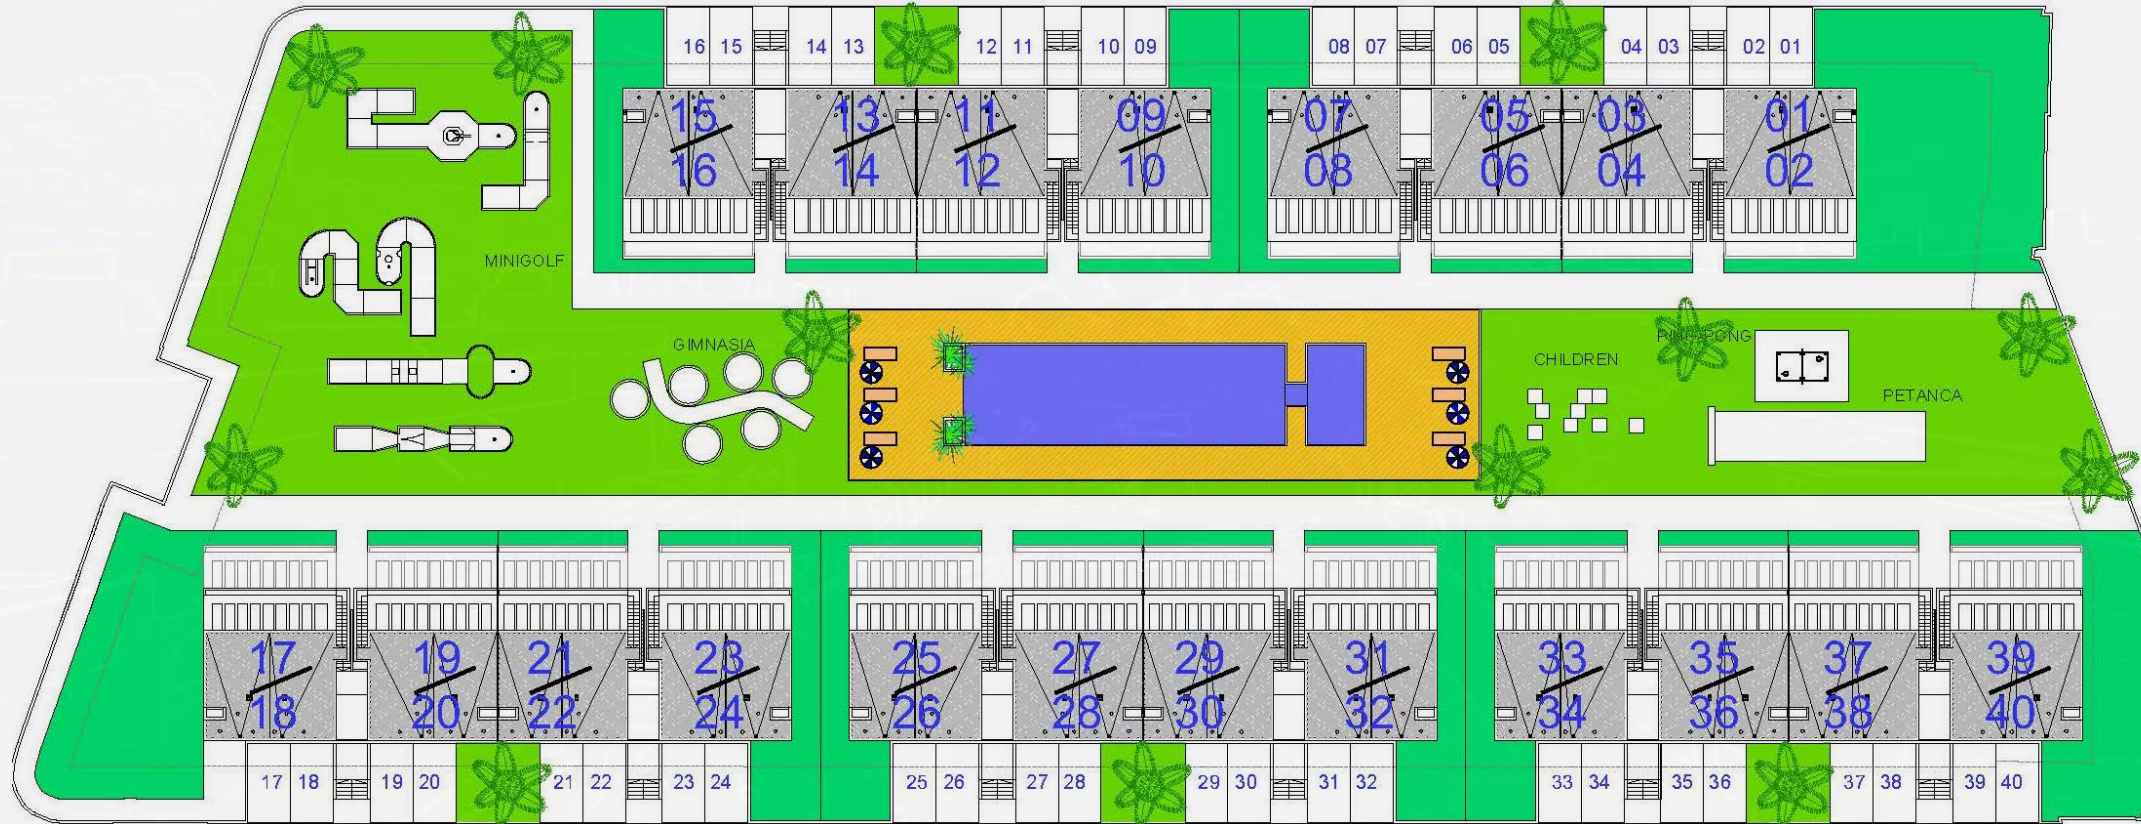 16 15 14 13 12 11 10 09 08 07 06 05 04 03 02 01
15 13 11 09 07 05 03 01
16 14 12 10 08 06 04 02
MINIGOLF
GIMNASIA
PING PONG
CHILDREN
PETANCA
17 19 21 23 25 27 29 31 33 35 37 39
18 20 22 24 26 28 30 32 34 36 38 40
17 18 19 20 21 22 23 24 25 26 27 28 29 30 31 32 33 34 35 36 37 38 39 40